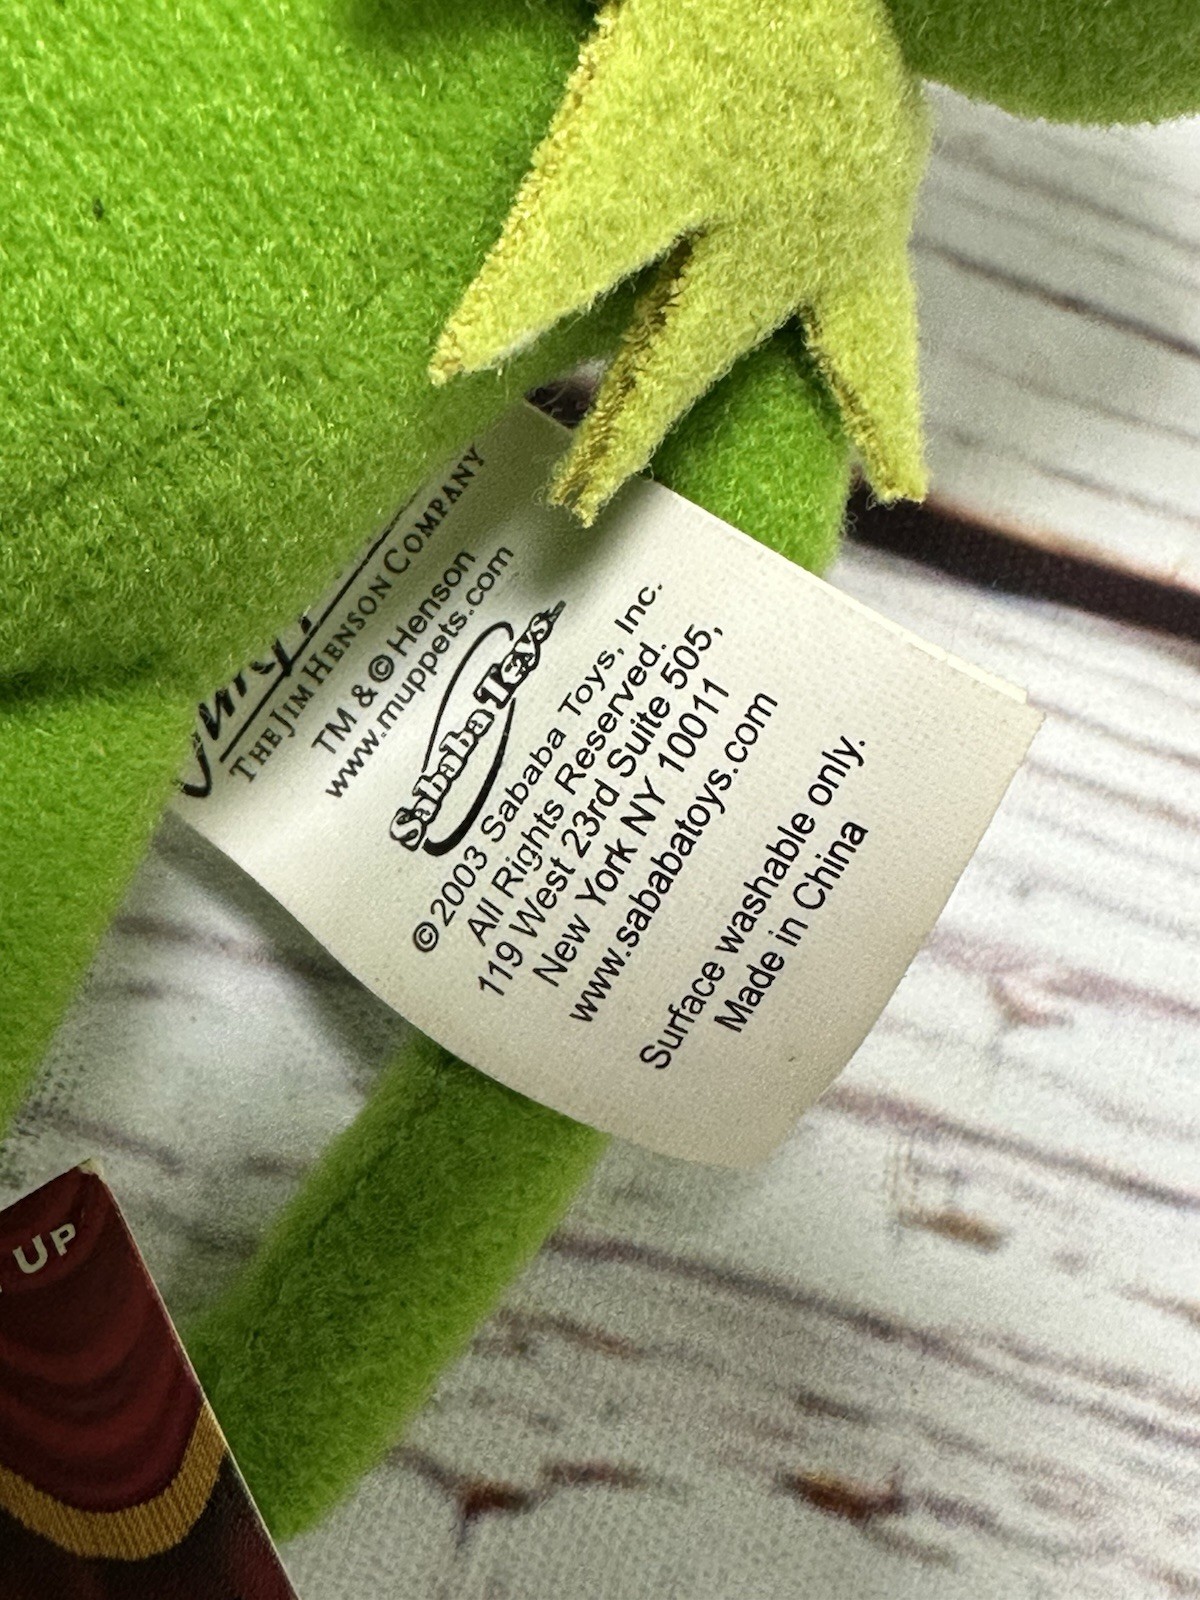 THE JIM HENSON COMPANY
TM & © Henson
www.muppets.com
Sababa Toys
©2003 Sababa Toys, Inc.
All Rights Reserved.
119 West 23rd Suite 505,
New York NY 10011
www.sababatoys.com
Surface washable only.
Made in China
UP